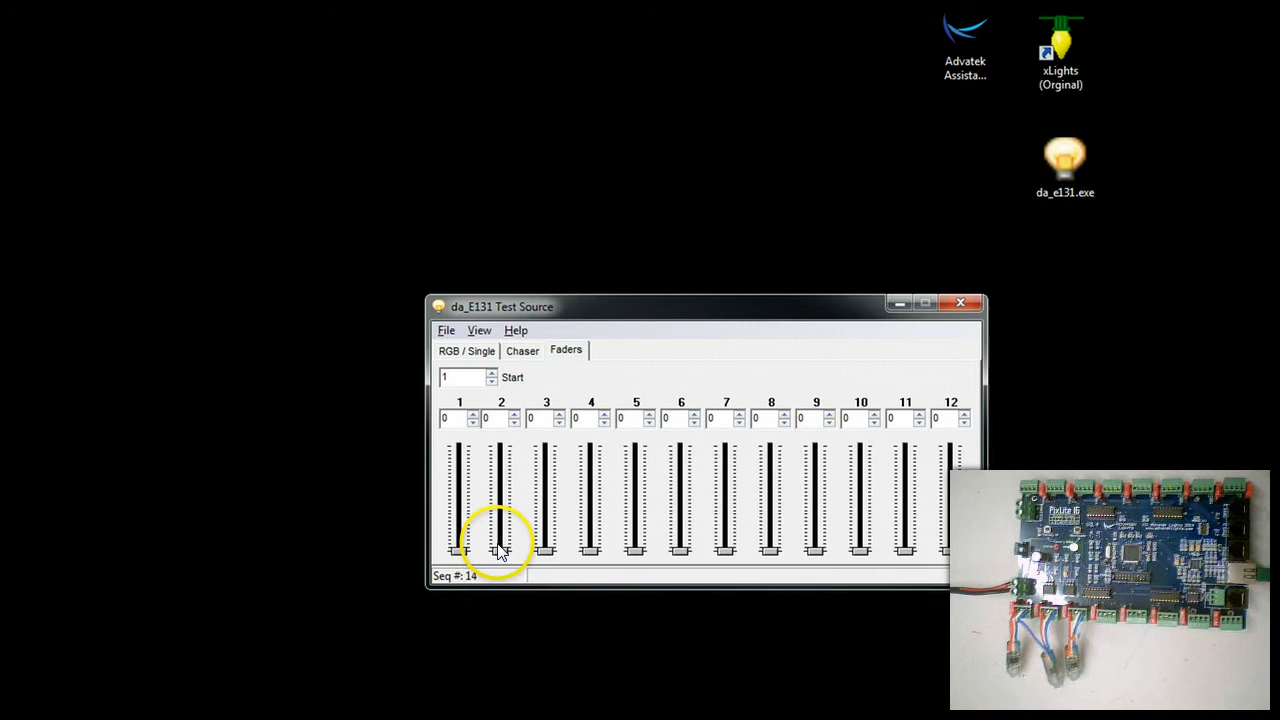 Advatek
Assista...
xLights
(Orginal)
da_e131.exe
da_E131 Test Source
File View Help
RGB / Single Chaser Faders
1 Start
1 2 3 4 5 6 7 8 9 10 11 12
0 0 0 0 0 0 0 0 0 0 0 0
Seq #: 14
PixLite 16